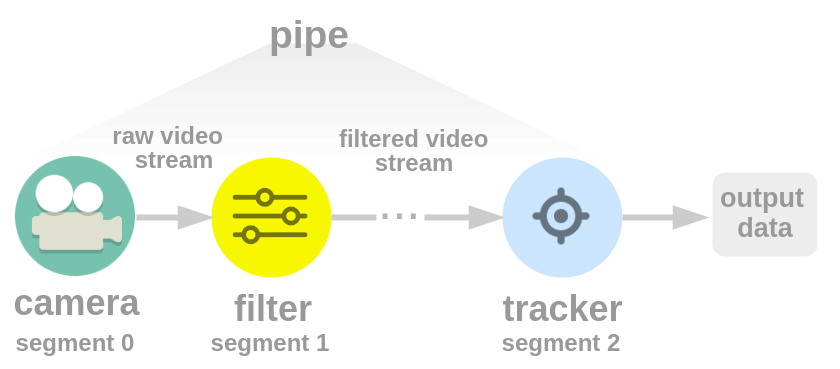 pipe
raw video
stream
filtered video
stream
...
output
data
camera
filter
tracker
segment 0
segment 1
segment 2